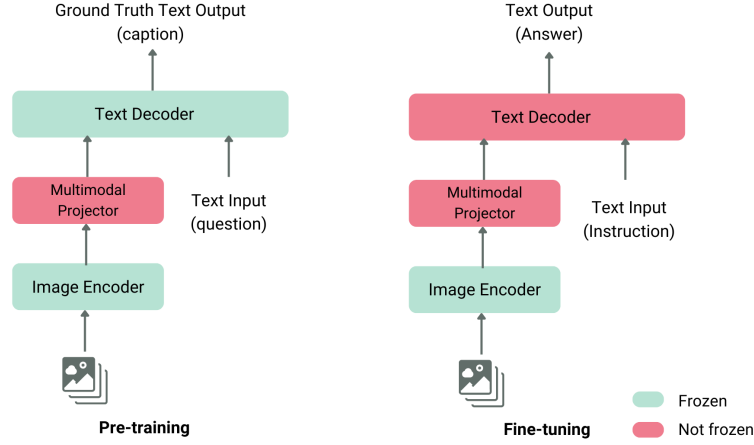 Ground Truth Text Output
(caption)
Text Decoder
Multimodal
Projector
Text Input
(question)
Image Encoder
Pre-training
Text Output
(Answer)
Text Decoder
Multimodal
Projector
Text Input
(Instruction)
Image Encoder
Fine-tuning
Frozen
Not frozen